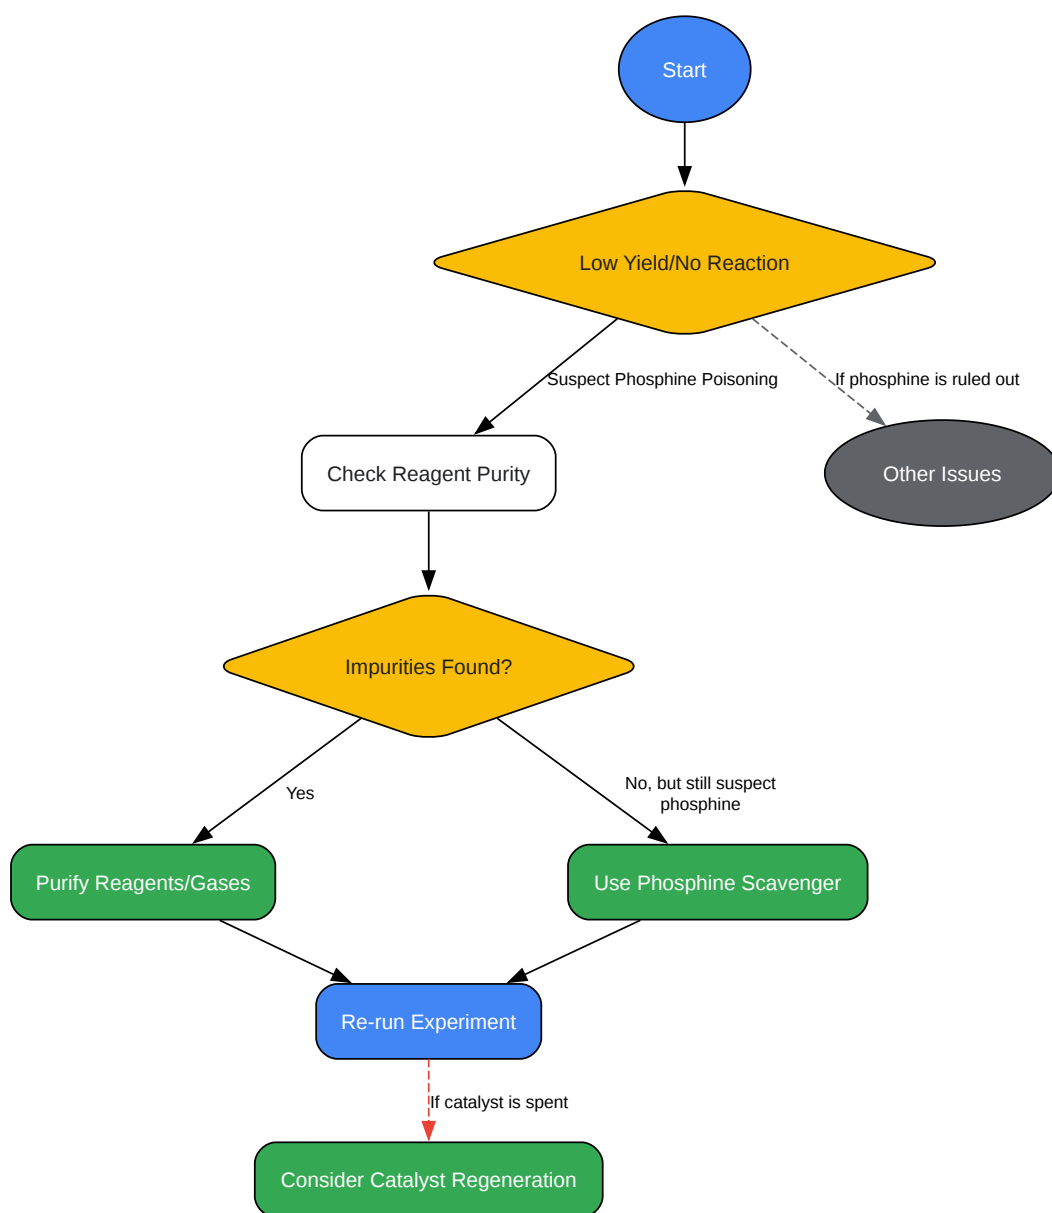 Start
Low Yield/No Reaction
Suspect Phosphine Poisoning
If phosphine is ruled out
Check Reagent Purity
Other Issues
Impurities Found?
Yes
No, but still suspect
phosphine
Purify Reagents/Gases
Use Phosphine Scavenger
Re-run Experiment
If catalyst is spent
Consider Catalyst Regeneration